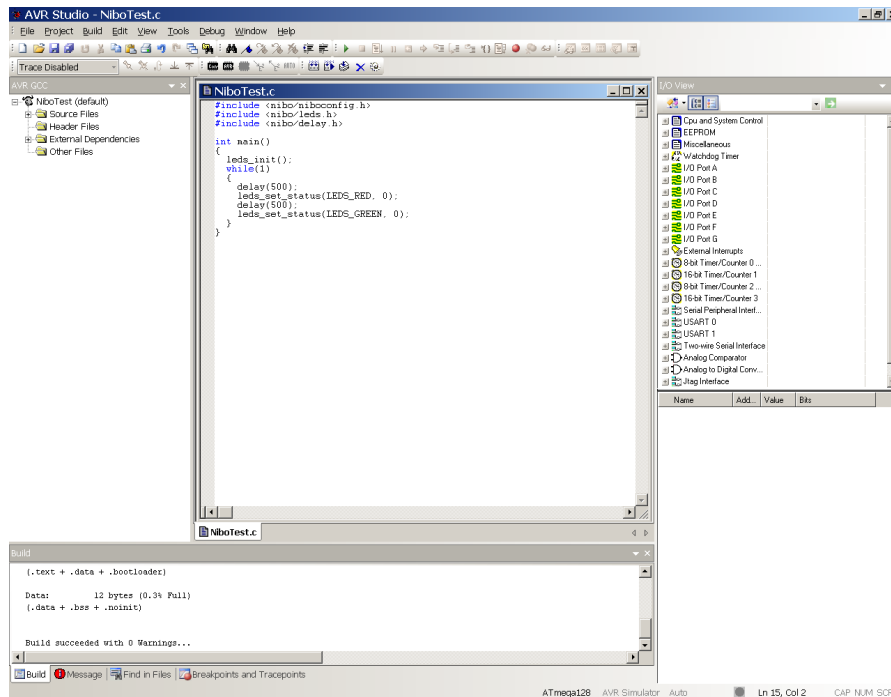 AVR Studio - NiboTest.c
File Project Build Edit View Tools Debug Window Help
Trace Disabled
AVR GCC
NiboTest (default)
Source Files
Header Files
External Dependencies
Other Files
NiboTest.c
#include <nibo/niboconfig.h>
#include <nibo/leds.h>
#include <nibo/delay.h>
int main()
{
leds_init();
while(1)
{
delay(500);
leds_set_status(LEDS_RED, 0);
delay(500);
leds_set_status(LEDS_GREEN, 0);
}
}
NiboTest.c
I/O View
Cpu and System Control
EEPROM
Miscellaneous
Watchdog Timer
I/O Port A
I/O Port B
I/O Port C
I/O Port D
I/O Port E
I/O Port F
I/O Port G
External Interrupts
8-bit Timer/Counter 0 ...
16-bit Timer/Counter 1
8-bit Timer/Counter 2 ...
16-bit Timer/Counter 3
Serial Peripheral Interf...
USART 0
USART 1
Two-wire Serial Interface
Analog Comparator
Analog to Digital Conv...
Jtag Interface
Name Add... Value Bits
Build
(.text + .data + .bootloader)
Data: 12 bytes (0.3% Full)
(.data + .bss + .noinit)
Build succeeded with 0 Warnings...
Build Message Find in Files Breakpoints and Tracepoints
ATmega128 AVR Simulator Auto Ln 15, Col 2 CAP NUM SCR